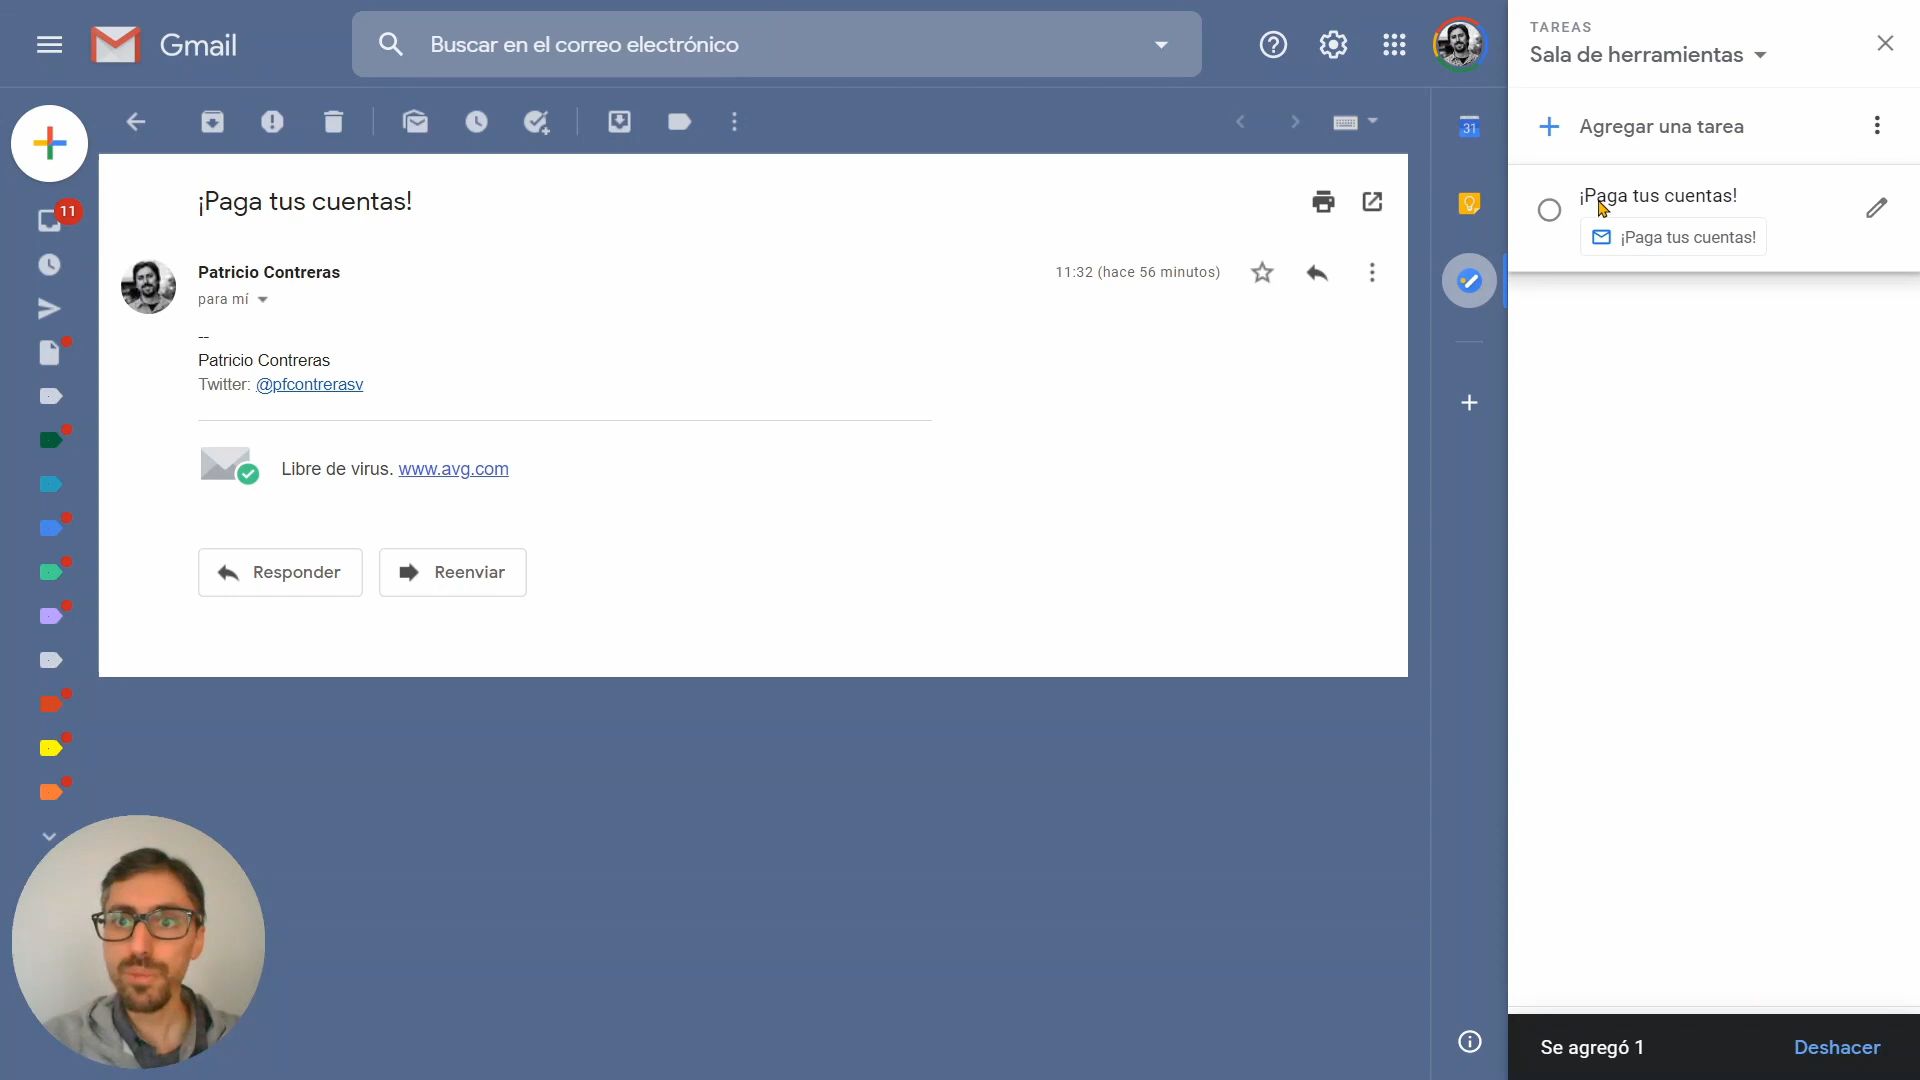 Gmail
Buscar en el correo electrónico
TAREAS
Sala de herramientas
Agregar una tarea
31
11
¡Paga tus cuentas!
¡Paga tus cuentas!
¡Paga tus cuentas!
Patricio Contreras
11:32 (hace 56 minutos)
para mí
--
Patricio Contreras
Twitter: @pfcontrerasv
Libre de virus. www.avg.com
Responder
Reenviar
Se agregó 1
Deshacer